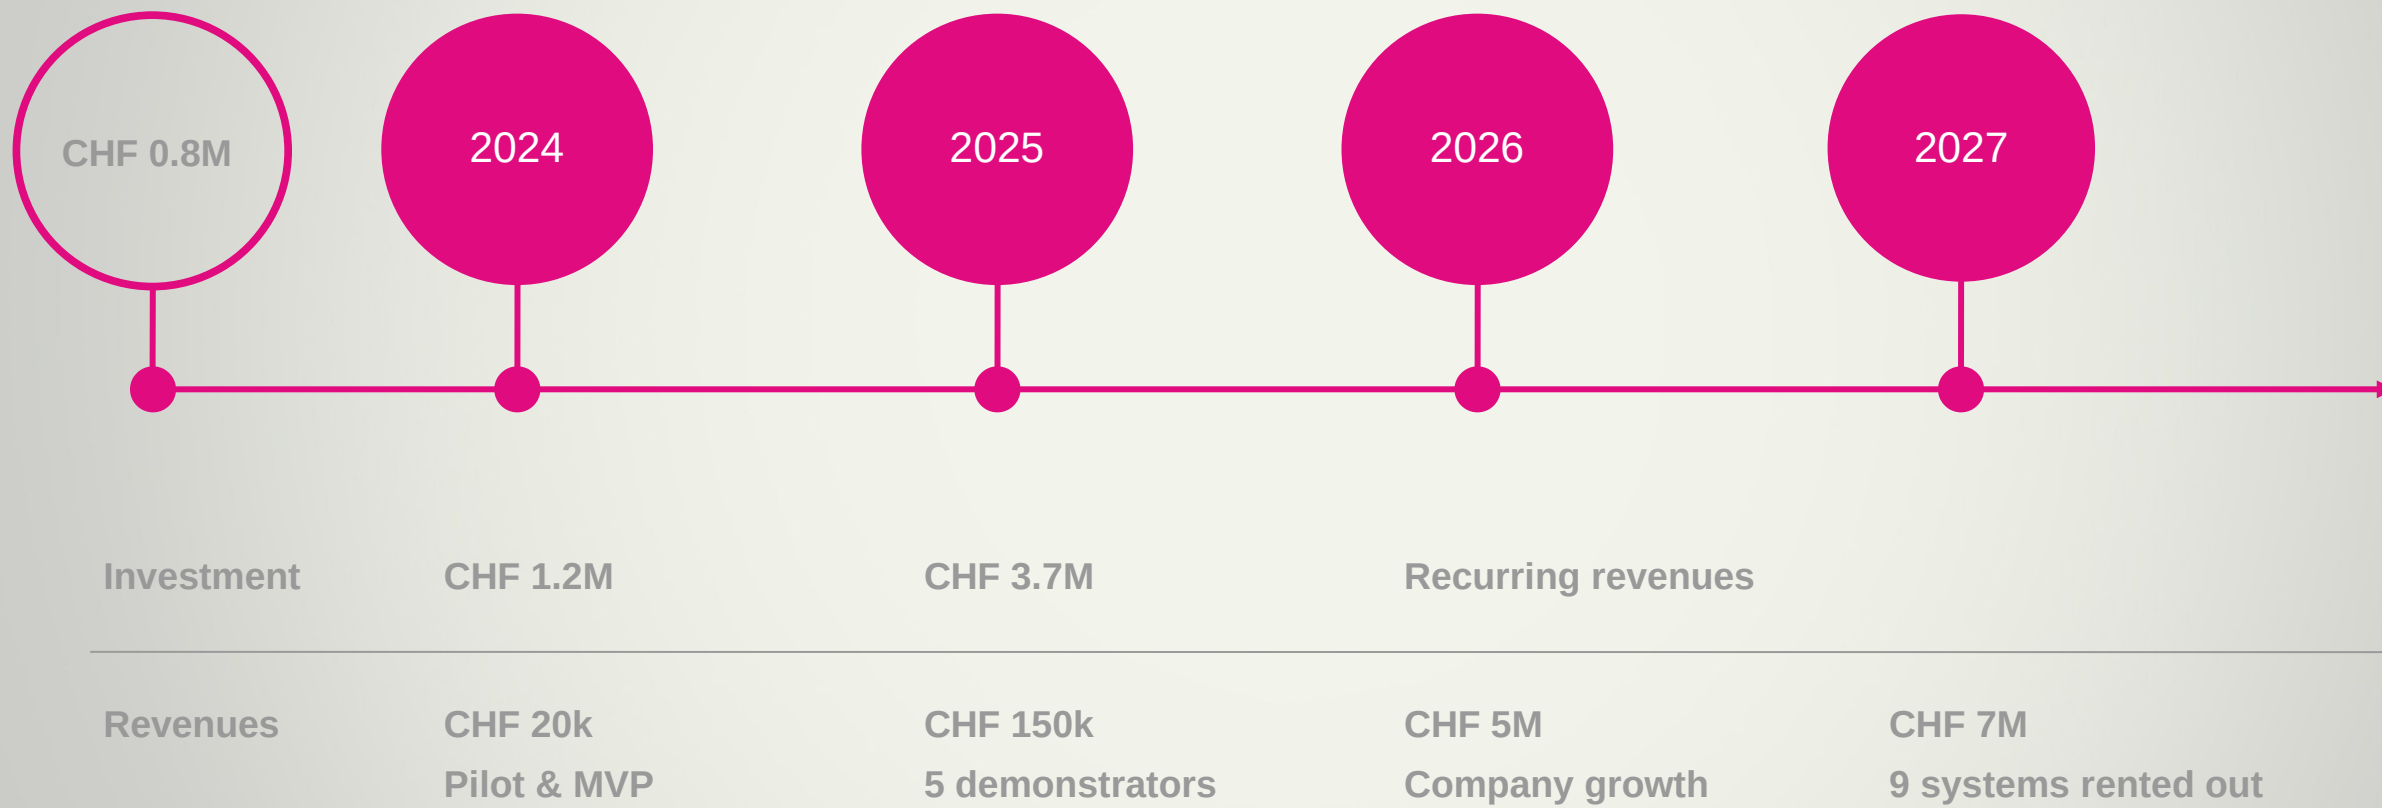 CHF 0.8M
2024
2025
2026
2027
Investment
CHF 1.2M
CHF 3.7M
Recurring revenues
Revenues
CHF 20k
CHF 150k
CHF 5M
CHF 7M
Pilot & MVP
5 demonstrators
Company growth
9 systems rented out